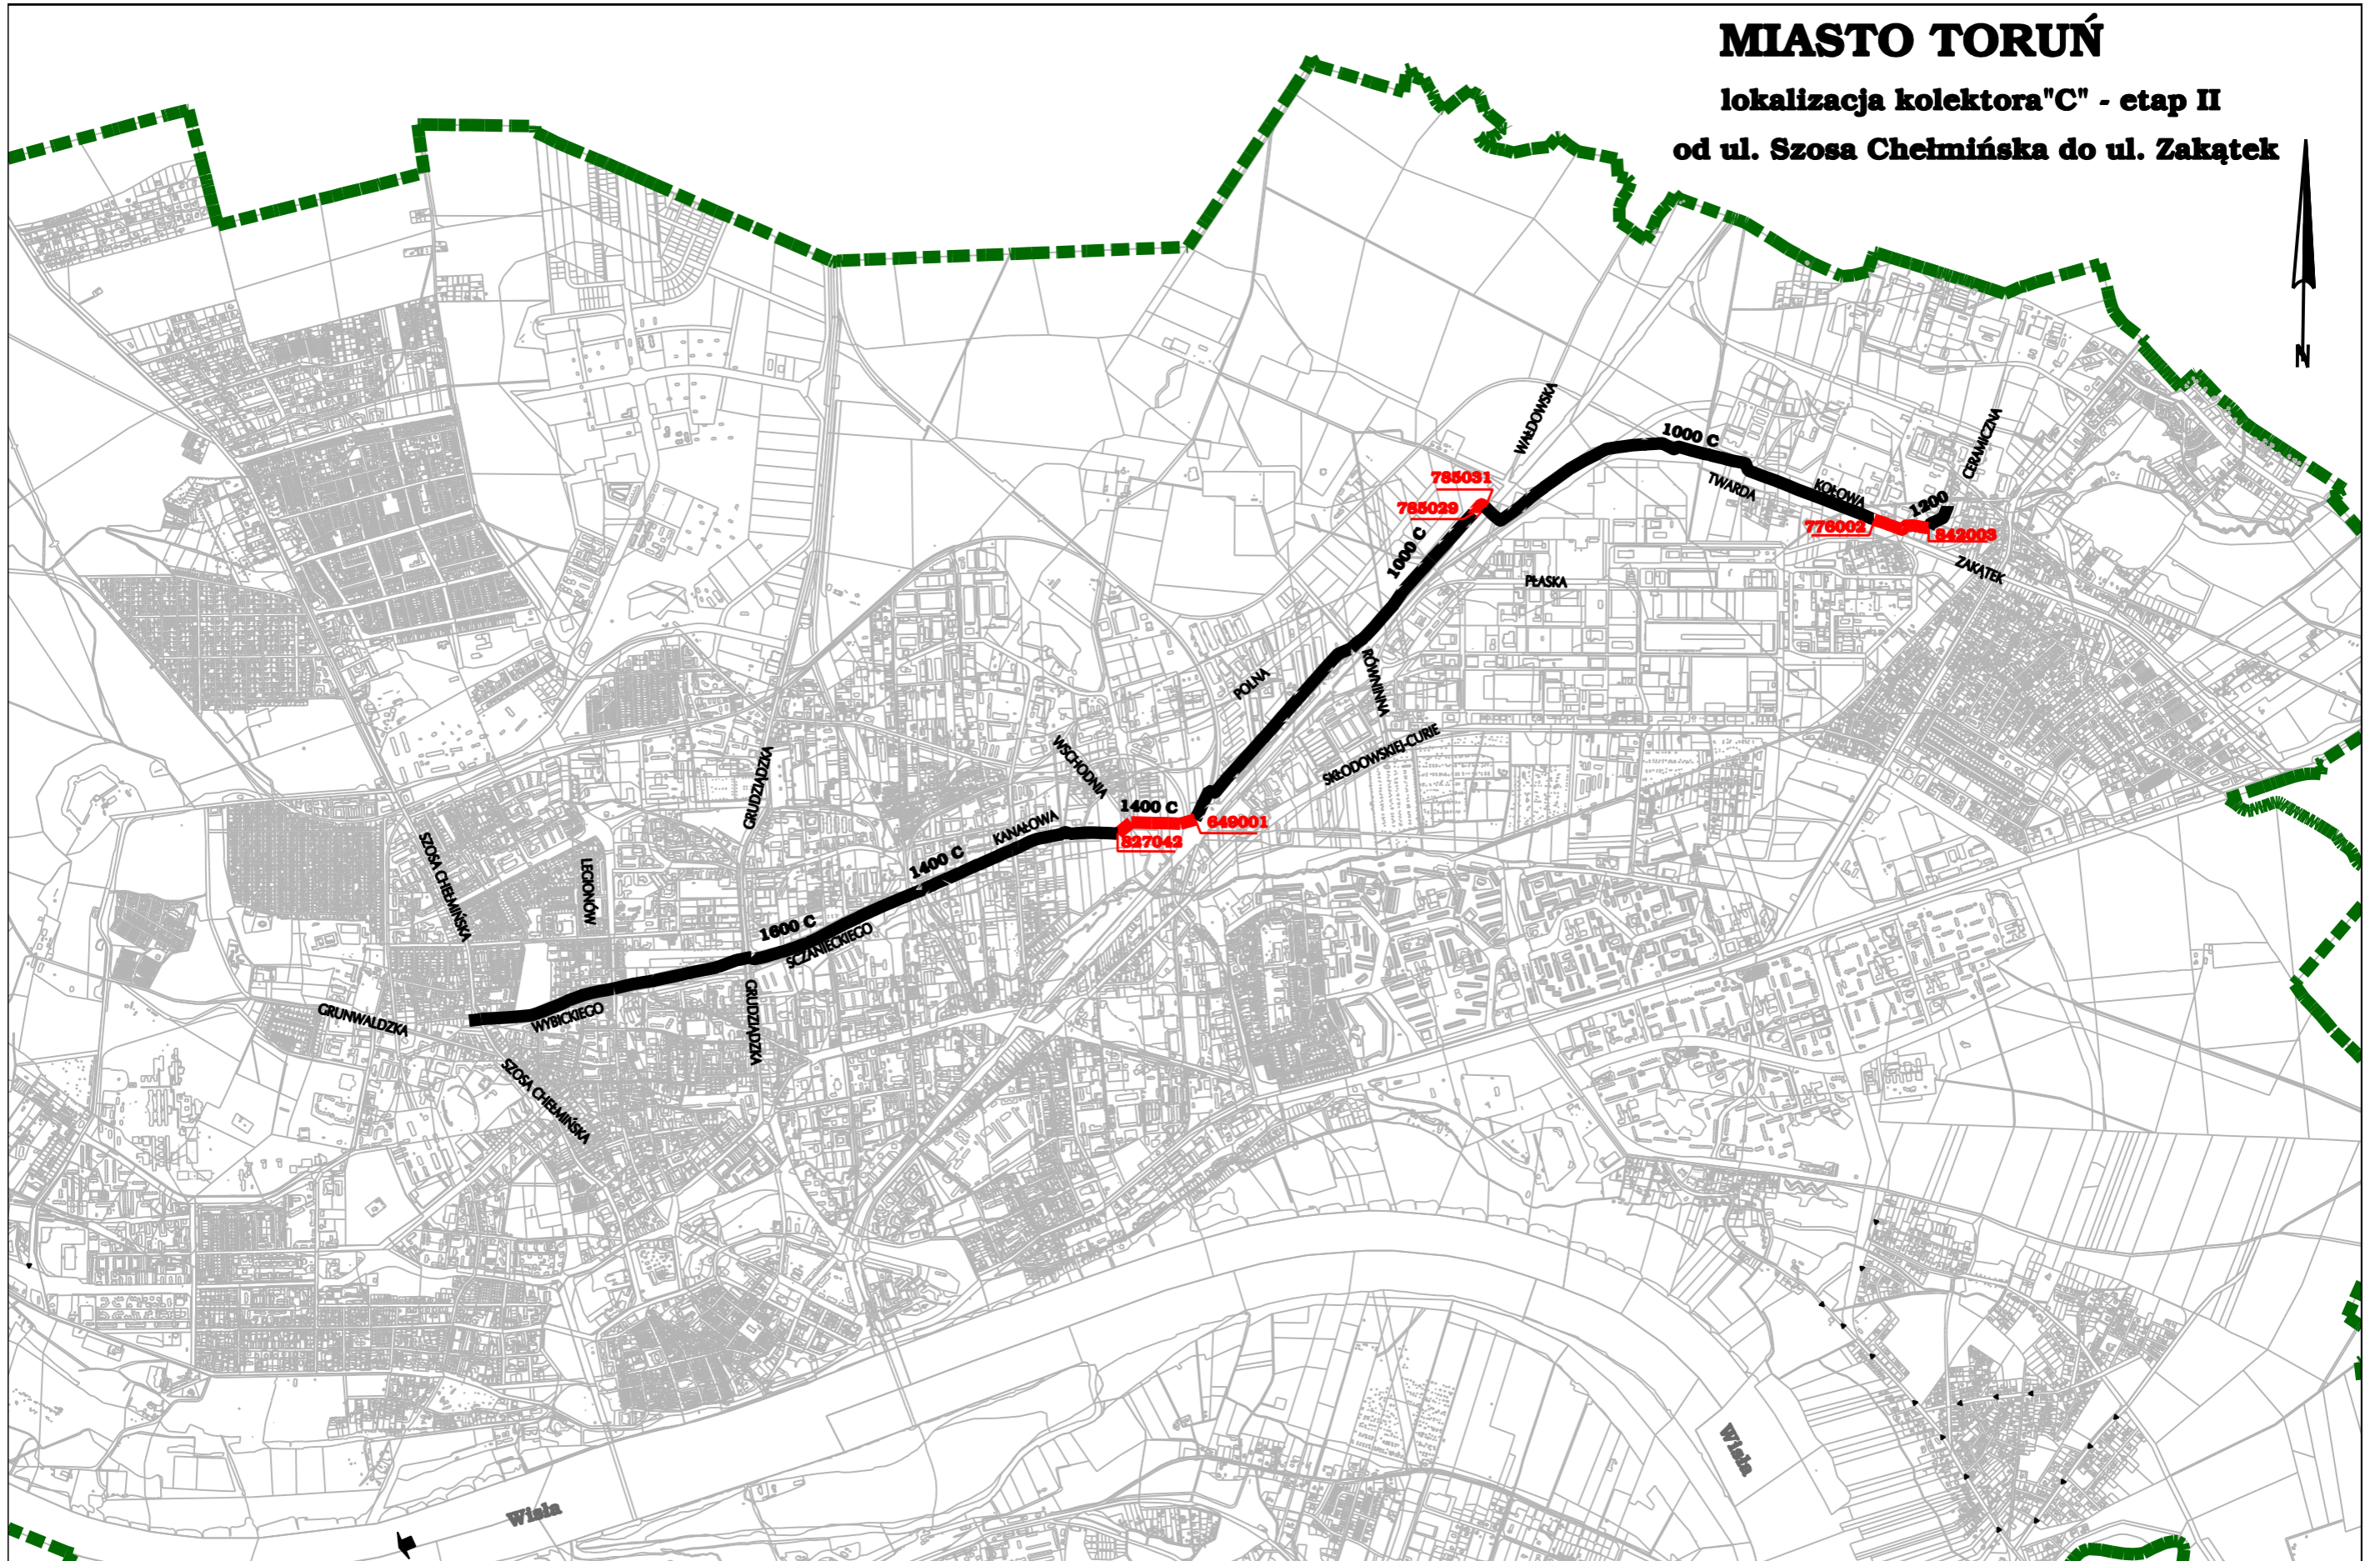 MIASTO TORUŃ
lokalizacja kolektora"C" - etap II
od ul. Szosa Chełmińska do ul. Zakątek
N
WAŁDOWSKA
1000 C
CERAMICZNA
785031
785029
TWARDA
KOŁOWA
1200
776002
842003
1000 C
PŁASKA
ZAKĄTEK
POLNA
RÓWNINNA
WSCHODNIA
SKŁODOWSKIEJ-CURIE
GRUDZIĄDZKA
1400 C
649001
KANAŁOWA
827042
SZOSA CHEŁMIŃSKA
LEGIONÓW
1400 C
1600 C
SCZANIECKIEGO
GRUNWALDZKA
WYBICKIEGO
GRUDZIĄDZKA
SZOSA CHEŁMIŃSKA
Wisła
Wisła